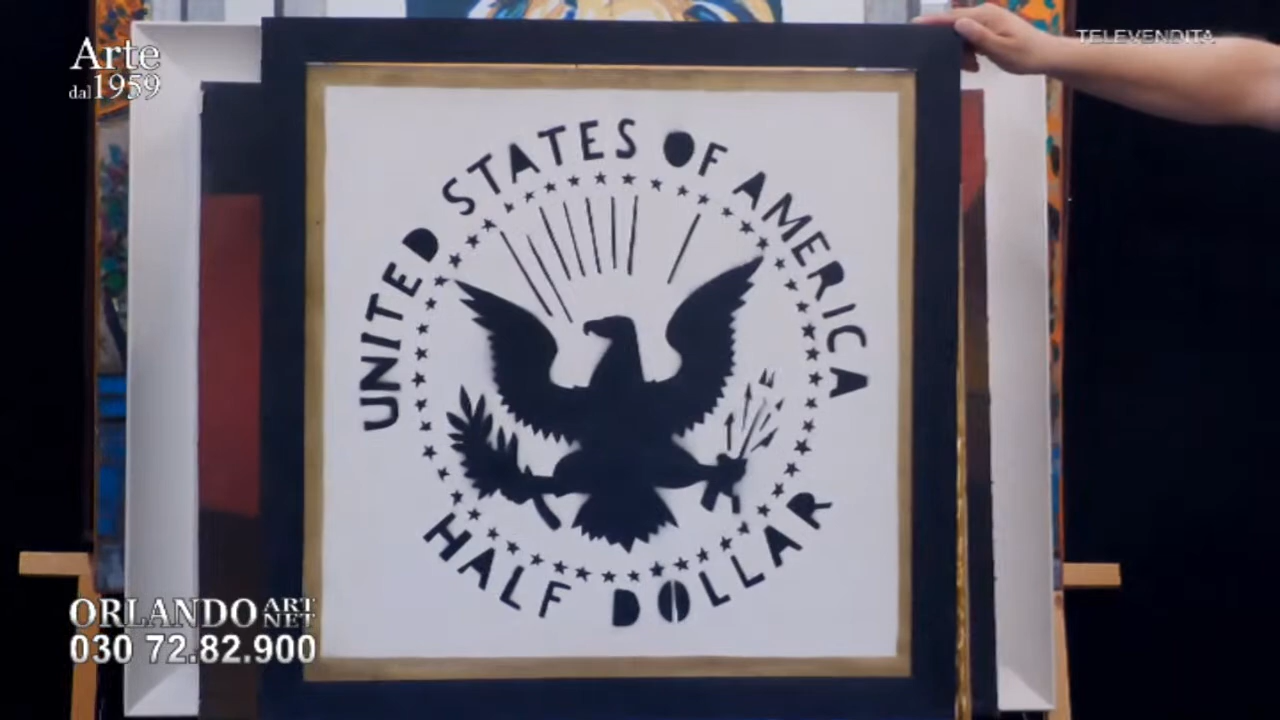 Arte
dal 1959
TELEVENDITA
UNITED STATES OF AMERICA
HALF DOLLAR
ORLANDO ART NET
030 72.82.900